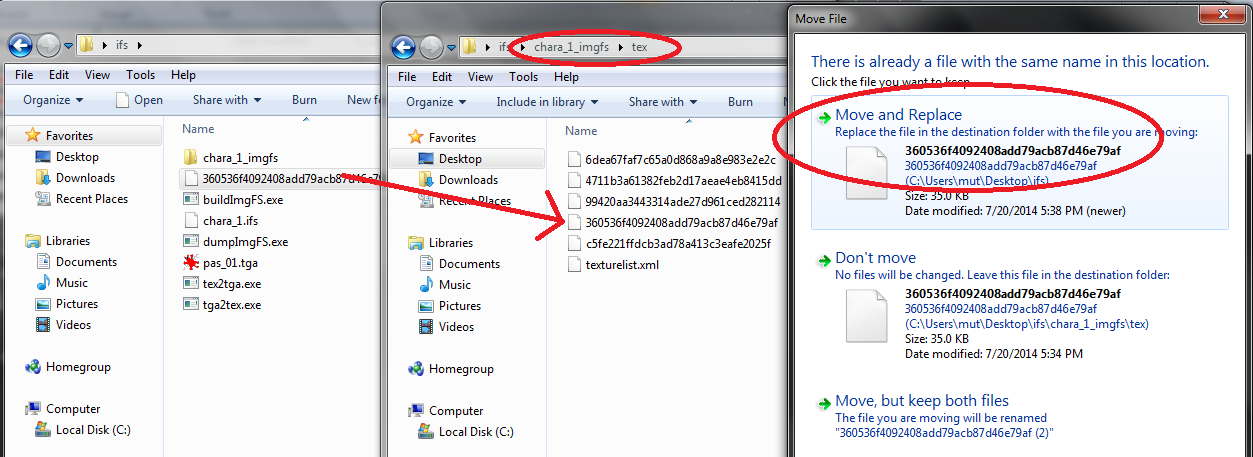 ifs
File Edit View Tools Help
Organize Open Share with Burn New fo
Favorites
Desktop
Downloads
Recent Places
Libraries
Documents
Music
Pictures
Videos
Homegroup
Computer
Local Disk (C:)
Name
chara_1_imgfs
360536f4092408add79acb87d46e79
buildImgFS.exe
chara_1.ifs
dumpImgFS.exe
pas_01.tga
tex2tga.exe
tga2tex.exe
ifs chara_1_imgfs tex
File Edit View Tools Help
Organize Include in library Share with Burn
Favorites
Desktop
Downloads
Recent Places
Libraries
Documents
Music
Pictures
Videos
Homegroup
Computer
Local Disk (C:)
Name
6dea67faf7c65a0d868a9a8e983e2e2c
4711b3a61382feb2d17aeae4eb8415dd
99420aa3443314ade27d961ced282114
360536f4092408add79acb87d46e79af
c5fe221ffdcb3ad78a413c3eafe2025f
texturelist.xml
Move File
There is already a file with the same name in this location.
Click the file you want to keep
Move and Replace
Replace the file in the destination folder with the file you are moving:
360536f4092408add79acb87d46e79af
360536f4092408add79acb87d46e79af
(C:\Users\mut\Desktop\ifs)
Size: 35.0 KB
Date modified: 7/20/2014 5:38 PM (newer)
Don't move
No files will be changed. Leave this file in the destination folder:
360536f4092408add79acb87d46e79af
360536f4092408add79acb87d46e79af
(C:\Users\mut\Desktop\ifs\chara_1_imgfs\tex)
Size: 35.0 KB
Date modified: 7/20/2014 5:34 PM
Move, but keep both files
The file you are moving will be renamed
"360536f4092408add79acb87d46e79af (2)"